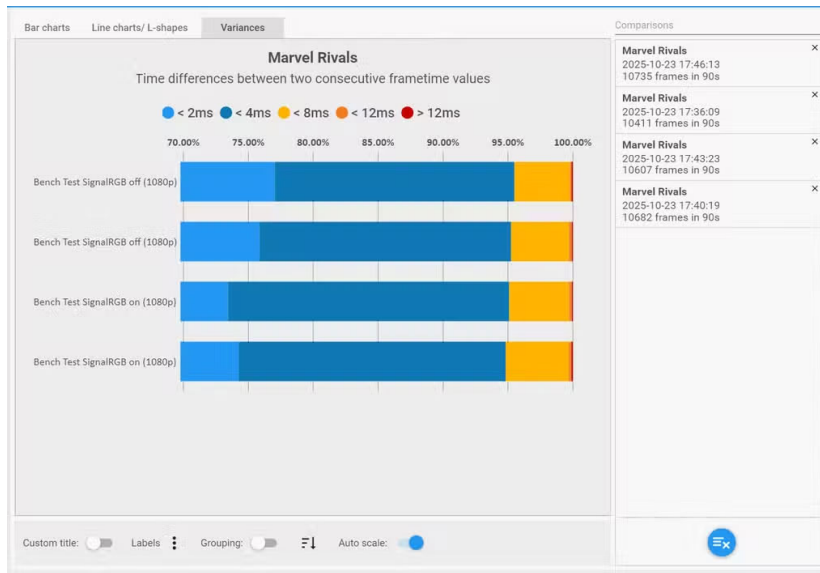 Bar charts Line charts/ L-shapes Variances
Marvel Rivals
Time differences between two consecutive frametime values
< 2ms < 4ms < 8ms < 12ms > 12ms
70.00% 75.00% 80.00% 85.00% 90.00% 95.00% 100.00%
Bench Test SignalRGB off (1080p)
Bench Test SignalRGB off (1080p)
Bench Test SignalRGB on (1080p)
Bench Test SignalRGB on (1080p)
Custom title: Labels Grouping: Auto scale:
Comparisons
Marvel Rivals
2025-10-23 17:46:13
10735 frames in 90s
Marvel Rivals
2025-10-23 17:36:09
10411 frames in 90s
Marvel Rivals
2025-10-23 17:43:23
10607 frames in 90s
Marvel Rivals
2025-10-23 17:40:19
10682 frames in 90s